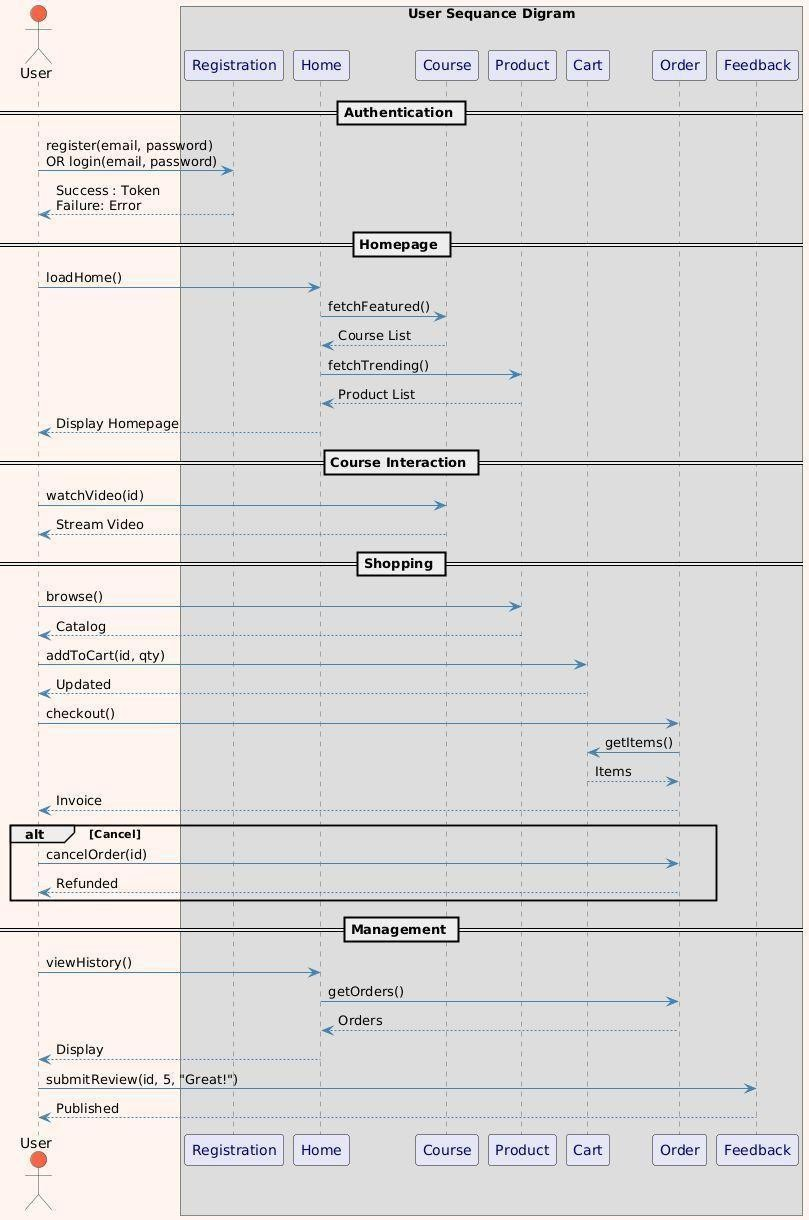 User Sequance Digram
User
Registration
Home
Course
Product
Cart
Order
Feedback
Authentication
register(email, password)
OR login(email, password)
Success : Token
Failure: Error
Homepage
loadHome()
fetchFeatured()
Course List
fetchTrending()
Product List
Display Homepage
Course Interaction
watchVideo(id)
Stream Video
Shopping
browse()
Catalog
addToCart(id, qty)
Updated
checkout()
getItems()
Items
Invoice
alt [Cancel]
cancelOrder(id)
Refunded
Management
viewHistory()
getOrders()
Orders
Display
submitReview(id, 5, "Great!")
Published
User
Registration
Home
Course
Product
Cart
Order
Feedback